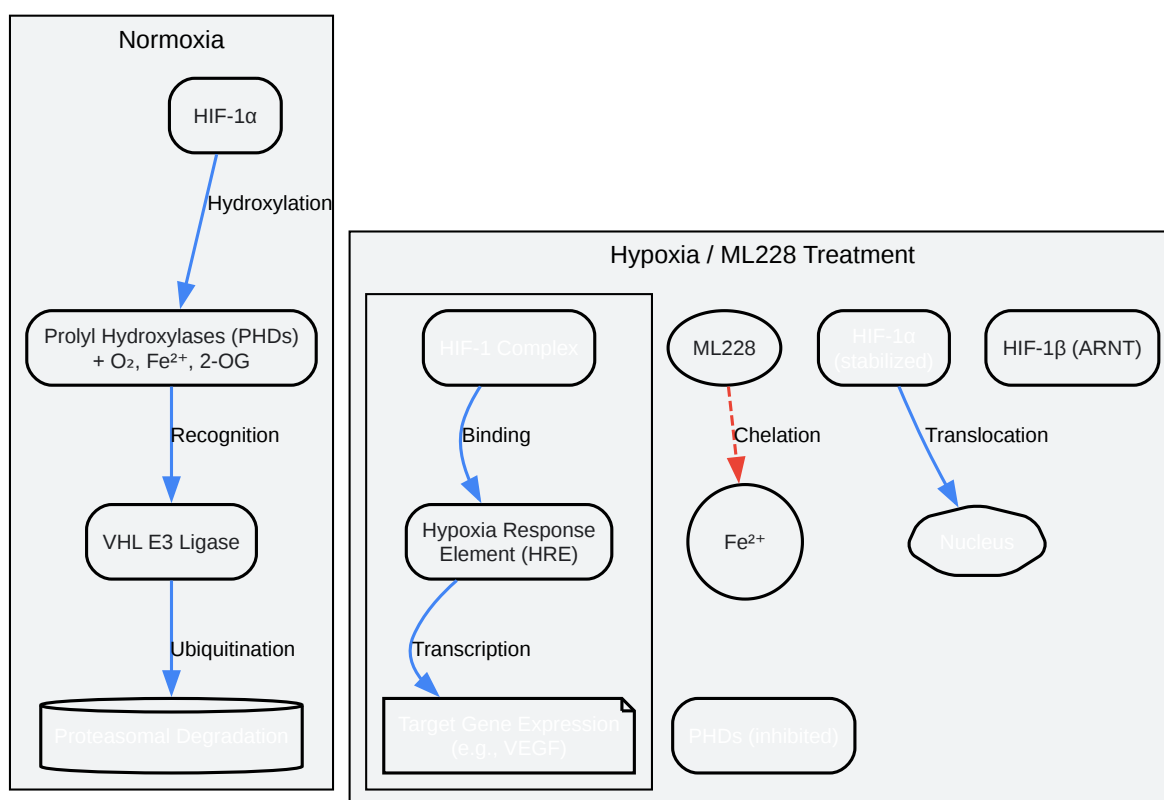 Normoxia
HIF-1α
Hydroxylation
Prolyl Hydroxylases (PHDs)
+ O₂, Fe²⁺, 2-OG
Recognition
VHL E3 Ligase
Ubiquitination
Proteasomal Degradation
Hypoxia / ML228 Treatment
HIF-1 Complex
Binding
Hypoxia Response
Element (HRE)
Transcription
Target Gene Expression
(e.g., VEGF)
ML228
Chelation
Fe²⁺
HIF-1α
(stabilized)
Translocation
Nucleus
HIF-1β (ARNT)
PHDs (inhibited)